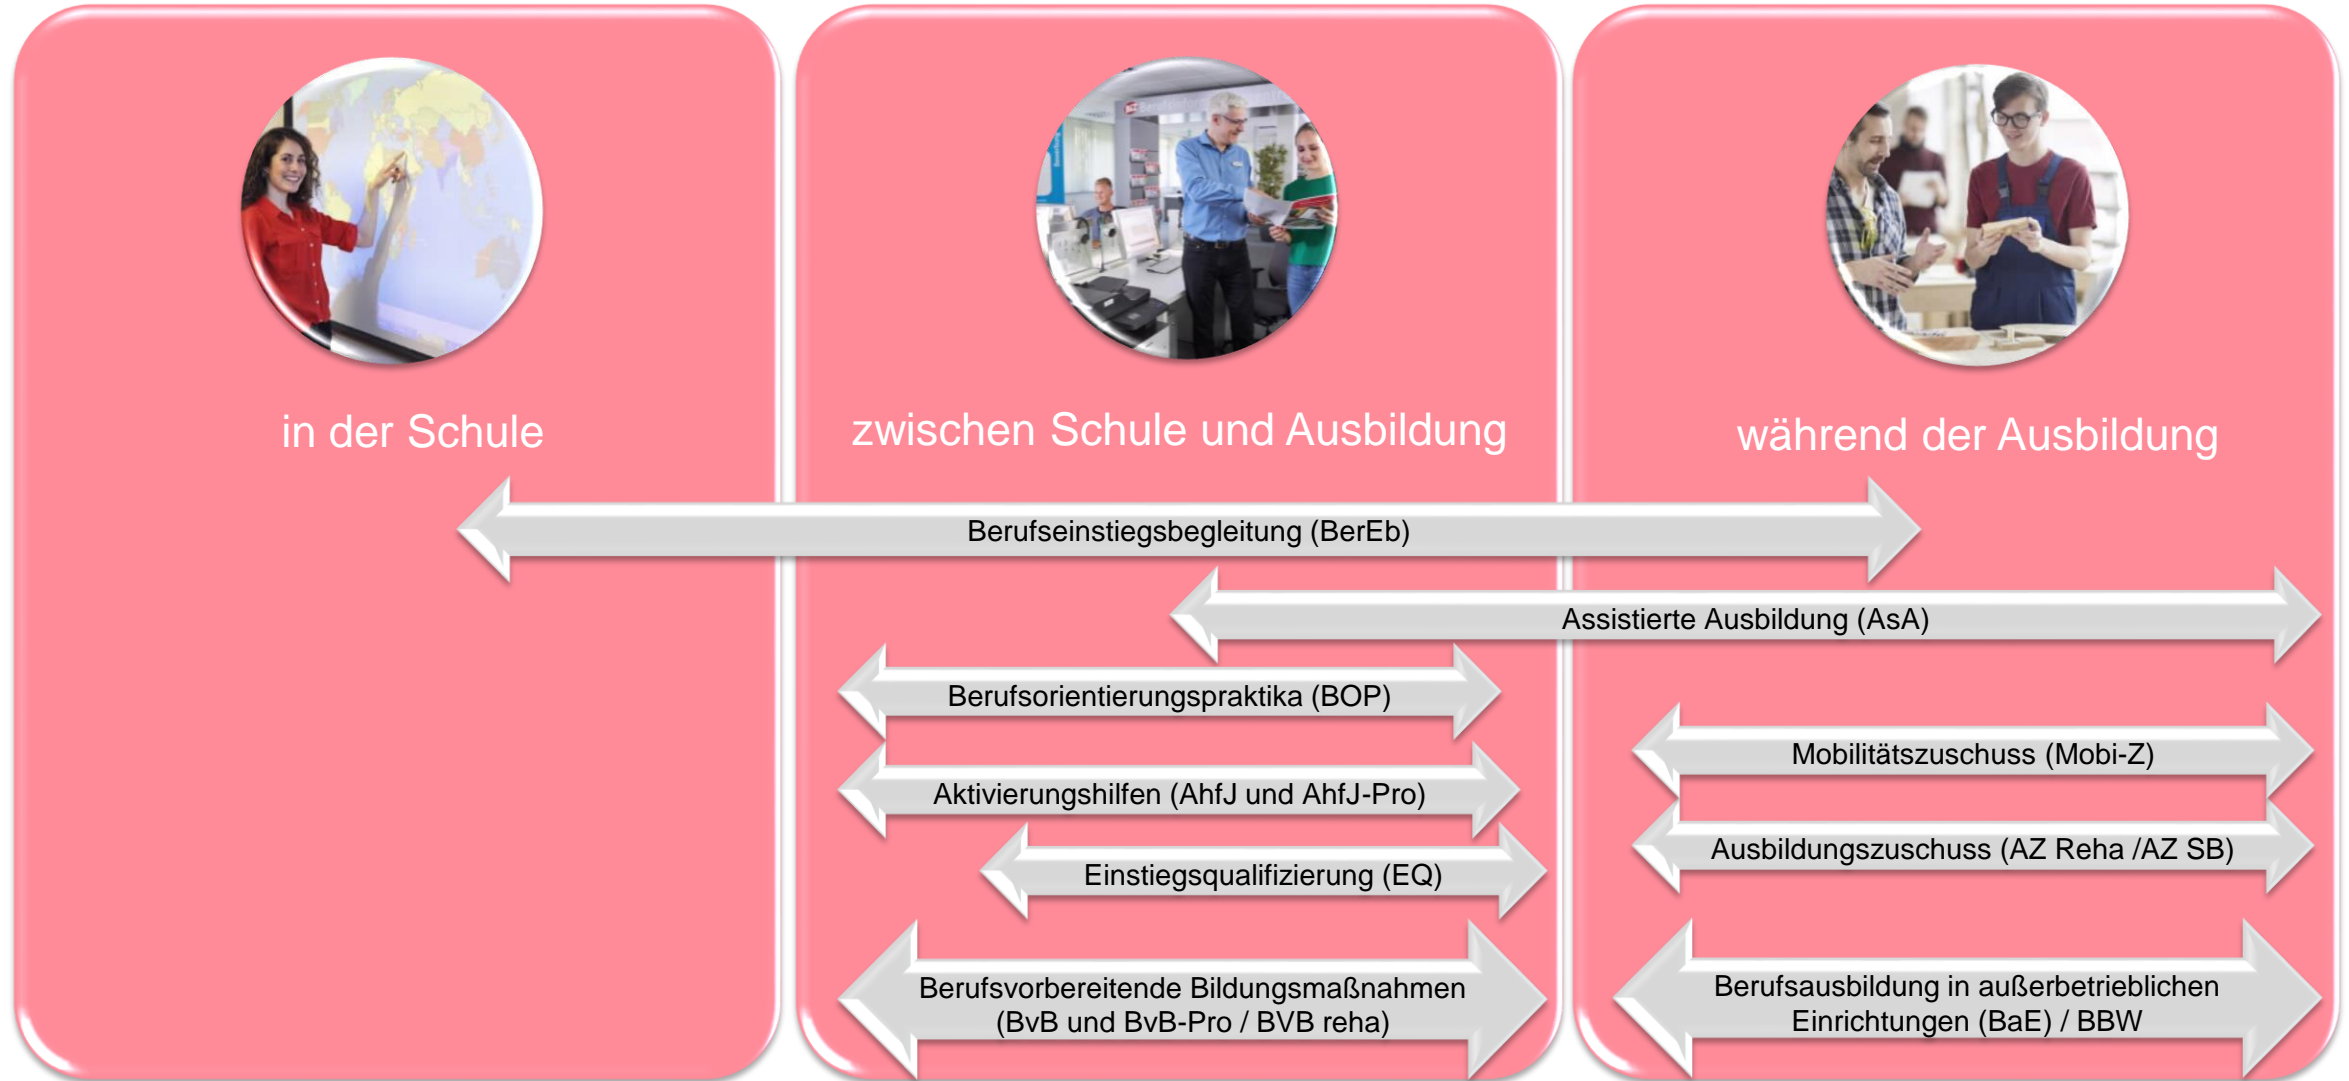 in der Schule
zwischen Schule und Ausbildung
während der Ausbildung
Berufseinstiegsbegleitung (BerEb)
Assistierte Ausbildung (AsA)
Berufsorientierungspraktika (BOP)
Mobilitätszuschuss (Mobi-Z)
Aktivierungshilfen (AhfJ und AhfJ-Pro)
Ausbildungszuschuss (AZ Reha /AZ SB)
Einstiegsqualifizierung (EQ)
Berufsvorbereitende Bildungsmaßnahmen
(BvB und BvB-Pro / BVB reha)
Berufsausbildung in außerbetrieblichen
Einrichtungen (BaE) / BBW